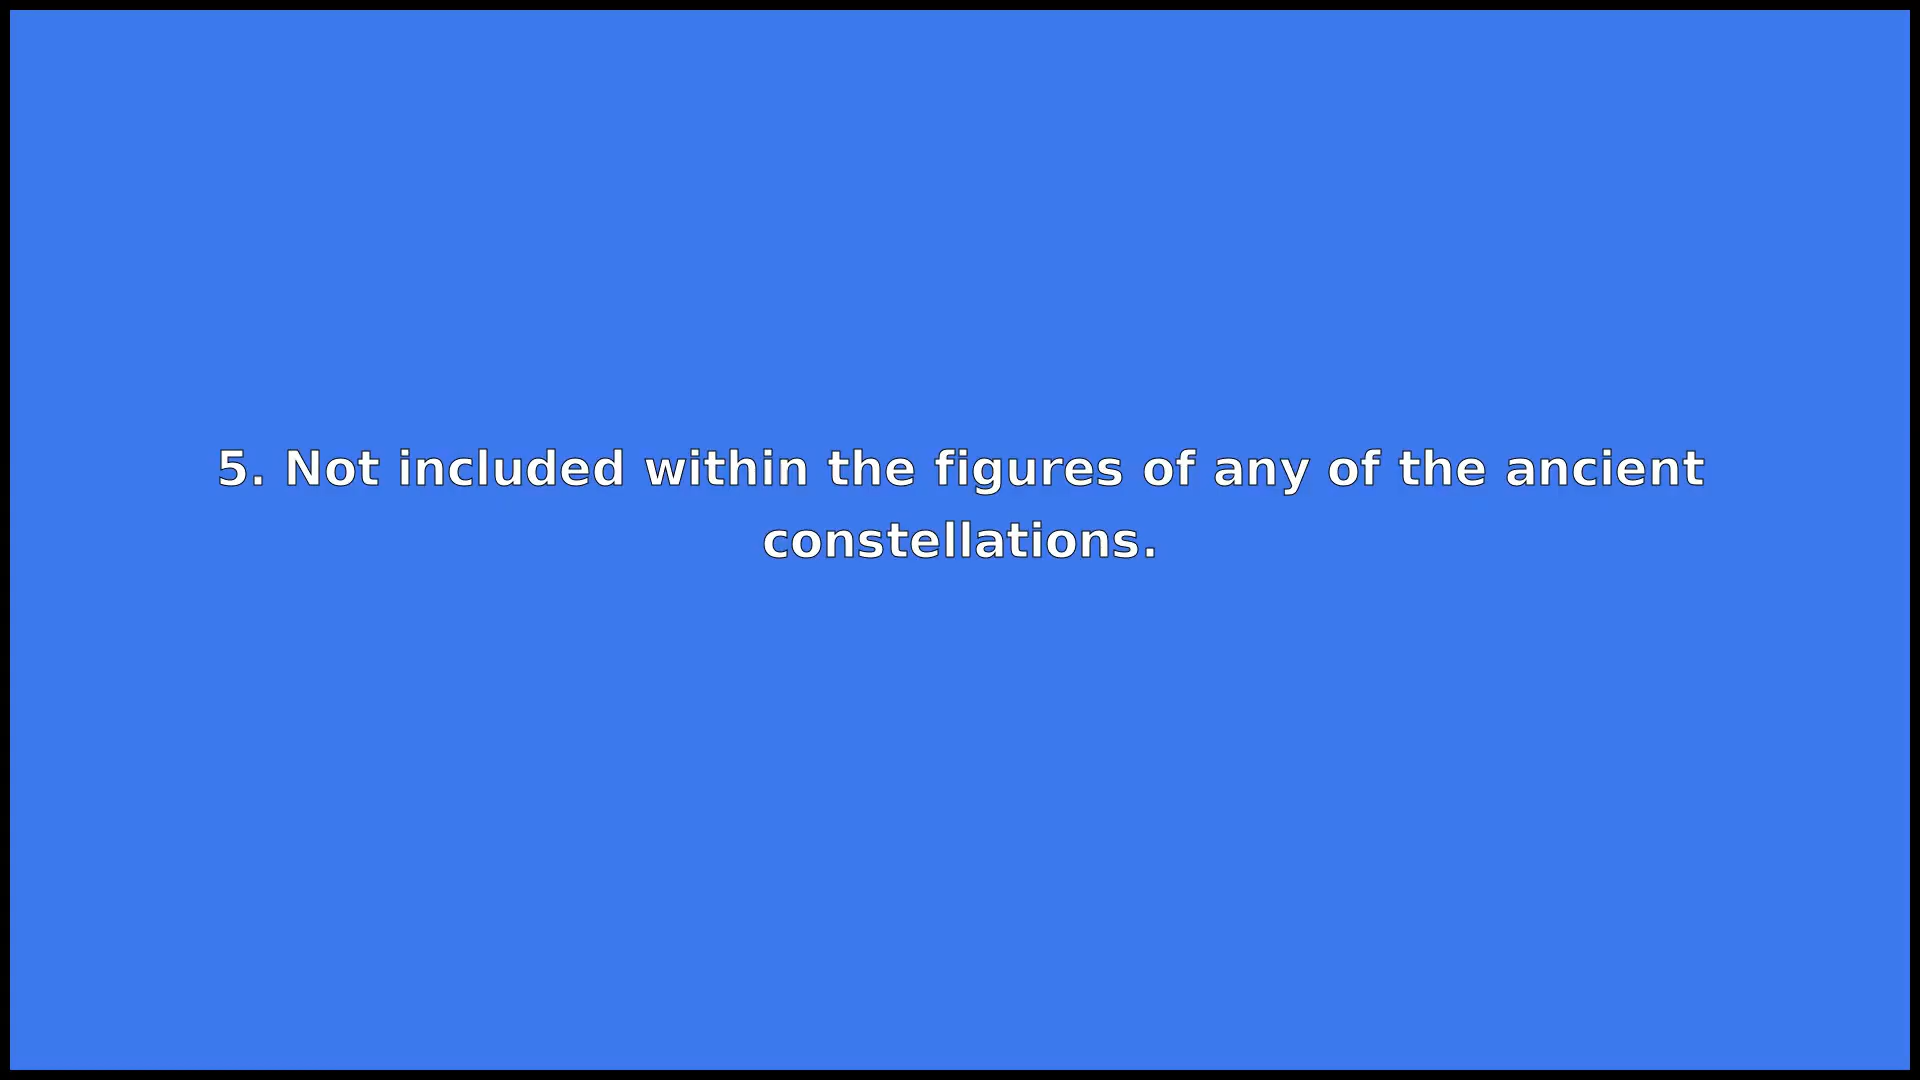 5. Not included within the figures of any of the ancient
constellations.